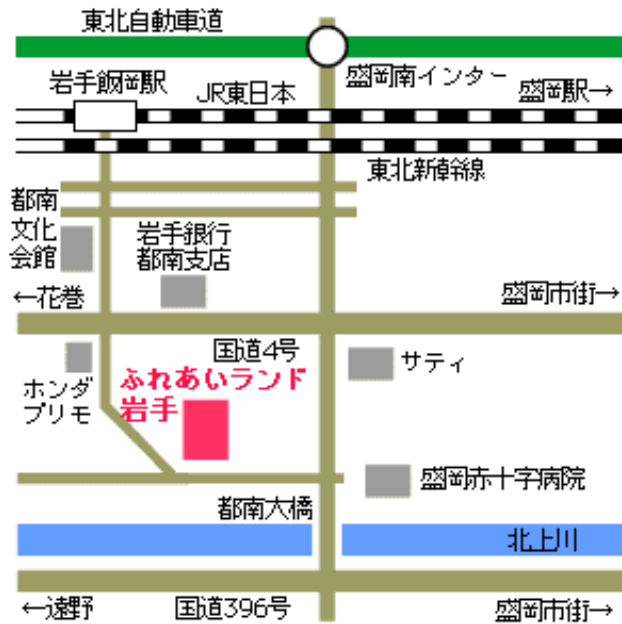 東北自動車道
盛岡南インター
岩手飯岡駅
JR東日本
盛岡駅→
東北新幹線
都南
文化
会館
岩手銀行
都南支店
←花巻
盛岡市街→
国道4号
サティ
ホンダ
プリモ
ふれあいランド
岩手
盛岡赤十字病院
都南大橋
北上川
←遠野
国道396号
盛岡市街→